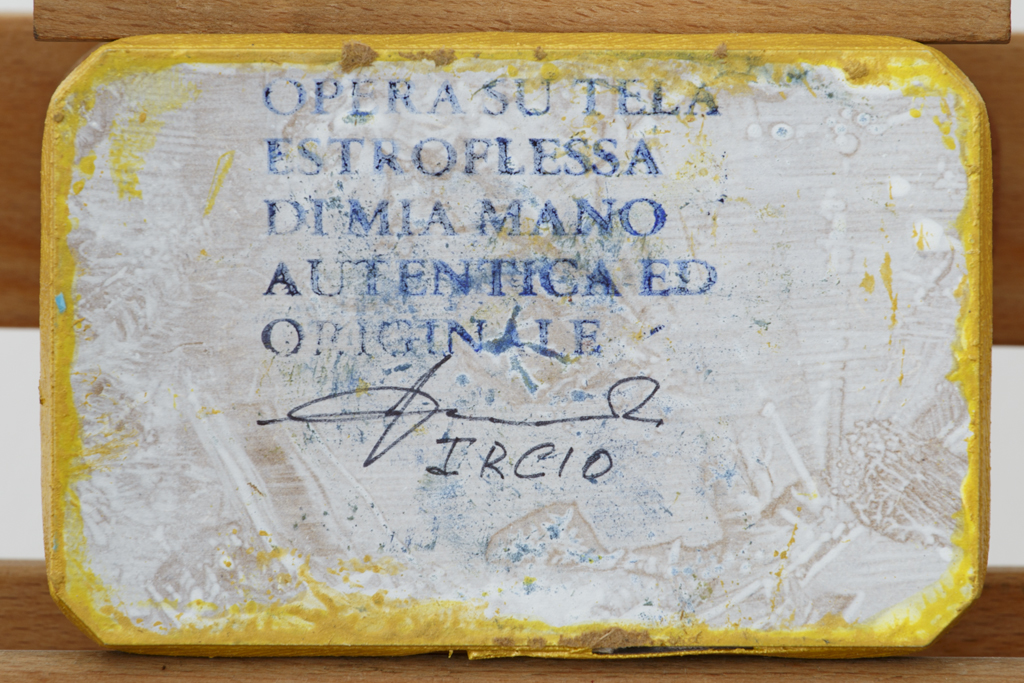 OPERA SU TELA
ESTROFLESSA
DI MIA MANO
AUTENTICA ED
ORIGINALE
IRCIO